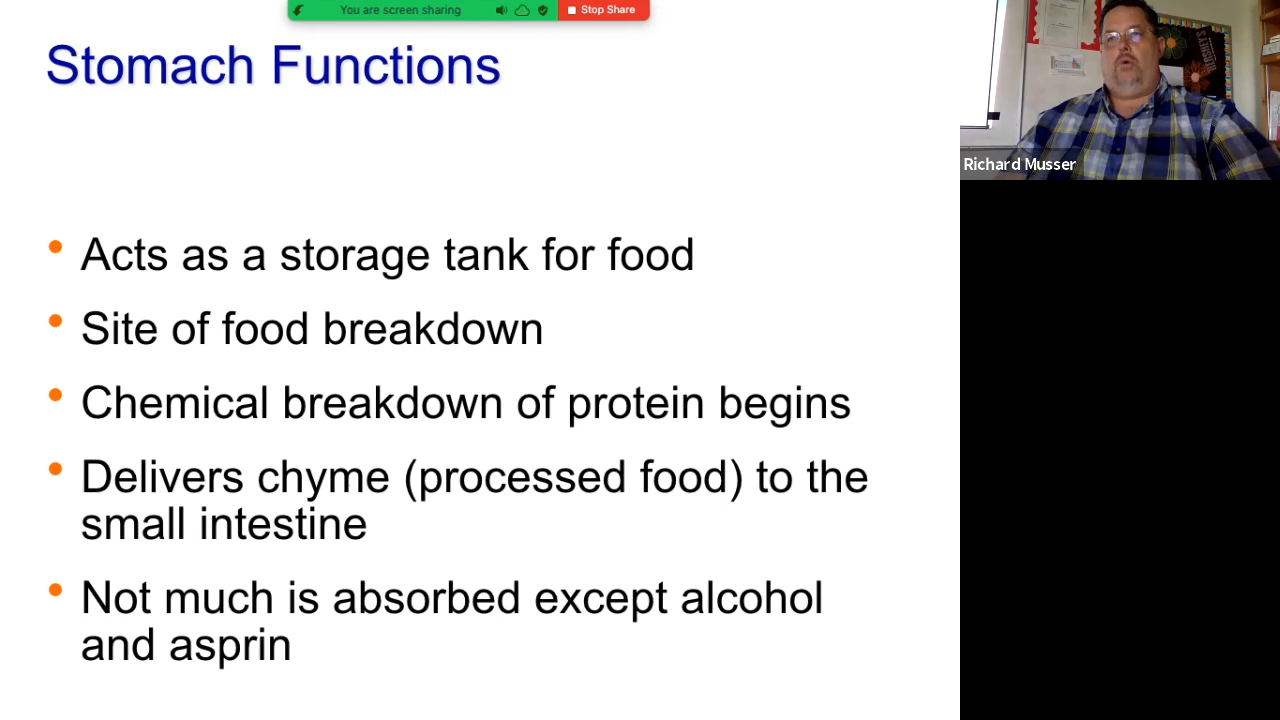 You are screen sharing
Stop Share
Stomach Functions
Richard Musser
• Acts as a storage tank for food
• Site of food breakdown
• Chemical breakdown of protein begins
• Delivers chyme (processed food) to the
small intestine
• Not much is absorbed except alcohol
and asprin